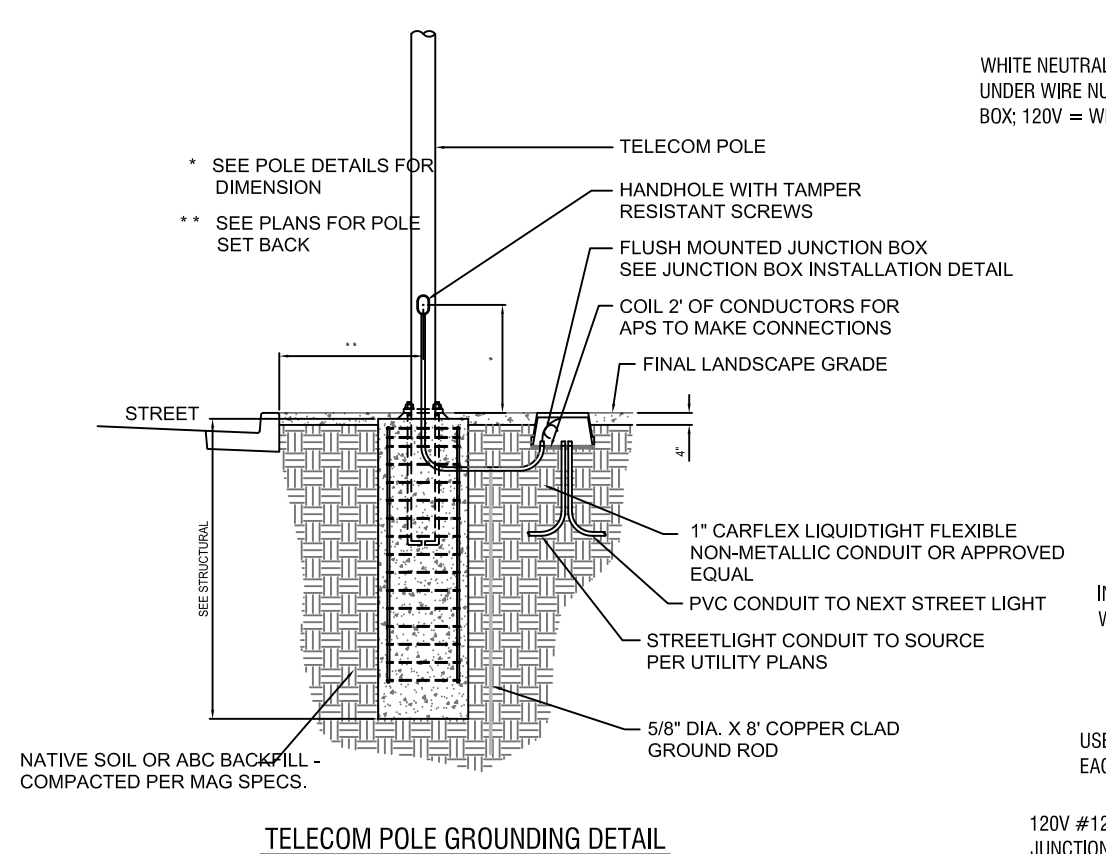 WHITE NEUTRAL
UNDER WIRE NU
BOX; 120V = W
TELECOM POLE
* SEE POLE DETAILS FOR
DIMENSION
HANDHOLE WITH TAMPER
RESISTANT SCREWS
** SEE PLANS FOR POLE
SET BACK
FLUSH MOUNTED JUNCTION BOX
SEE JUNCTION BOX INSTALLATION DETAIL
COIL 2' OF CONDUCTORS FOR
APS TO MAKE CONNECTIONS
**
*
FINAL LANDSCAPE GRADE
STREET
4"
SEE STRUCTURAL
1" CARFLEX LIQUIDTIGHT FLEXIBLE
NON-METALLIC CONDUIT OR APPROVED
EQUAL
PVC CONDUIT TO NEXT STREET LIGHT
IN
W
STREETLIGHT CONDUIT TO SOURCE
PER UTILITY PLANS
5/8" DIA. X 8' COPPER CLAD
GROUND ROD
NATIVE SOIL OR ABC BACKFILL -
COMPACTED PER MAG SPECS.
USE
EAC
TELECOM POLE GROUNDING DETAIL
120V #12
JUNCTION